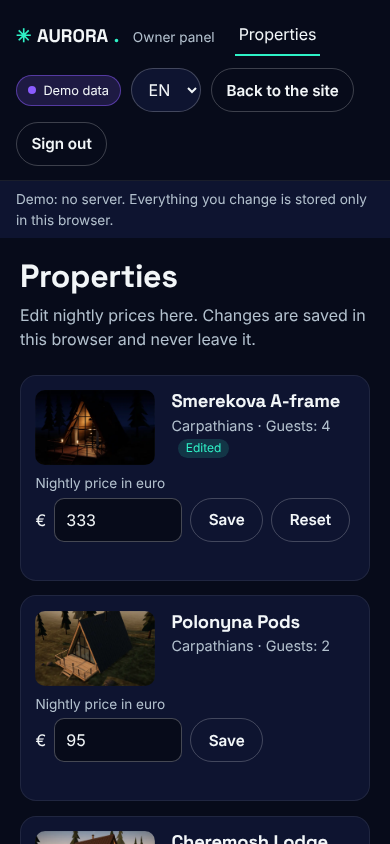 AURORA . Owner panel Properties
Demo data EN Back to the site
Sign out
Demo: no server. Everything you change is stored only
in this browser.
Properties
Edit nightly prices here. Changes are saved in
this browser and never leave it.
Smerekova A-frame
Carpathians · Guests: 4
Edited
Nightly price in euro
€ 333 Save Reset
Polonyna Pods
Carpathians · Guests: 2
Nightly price in euro
€ 95 Save
Cheremosh Lodge